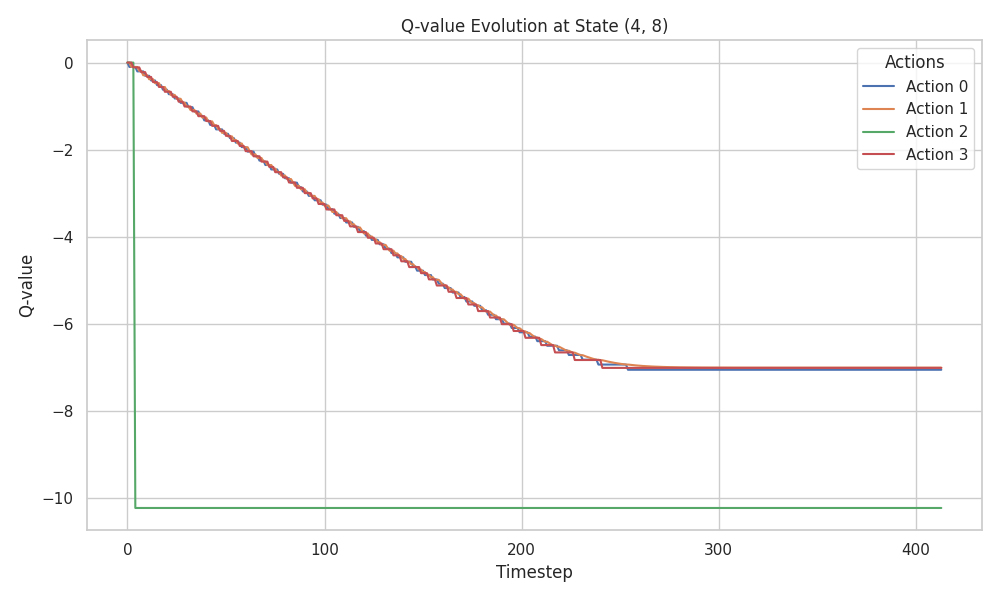 Q-value Evolution at State (4, 8)
Actions
Action 0
Action 1
Action 2
Action 3
Q-value
0
−2
−4
−6
−8
−10
0 100 200 300 400
Timestep